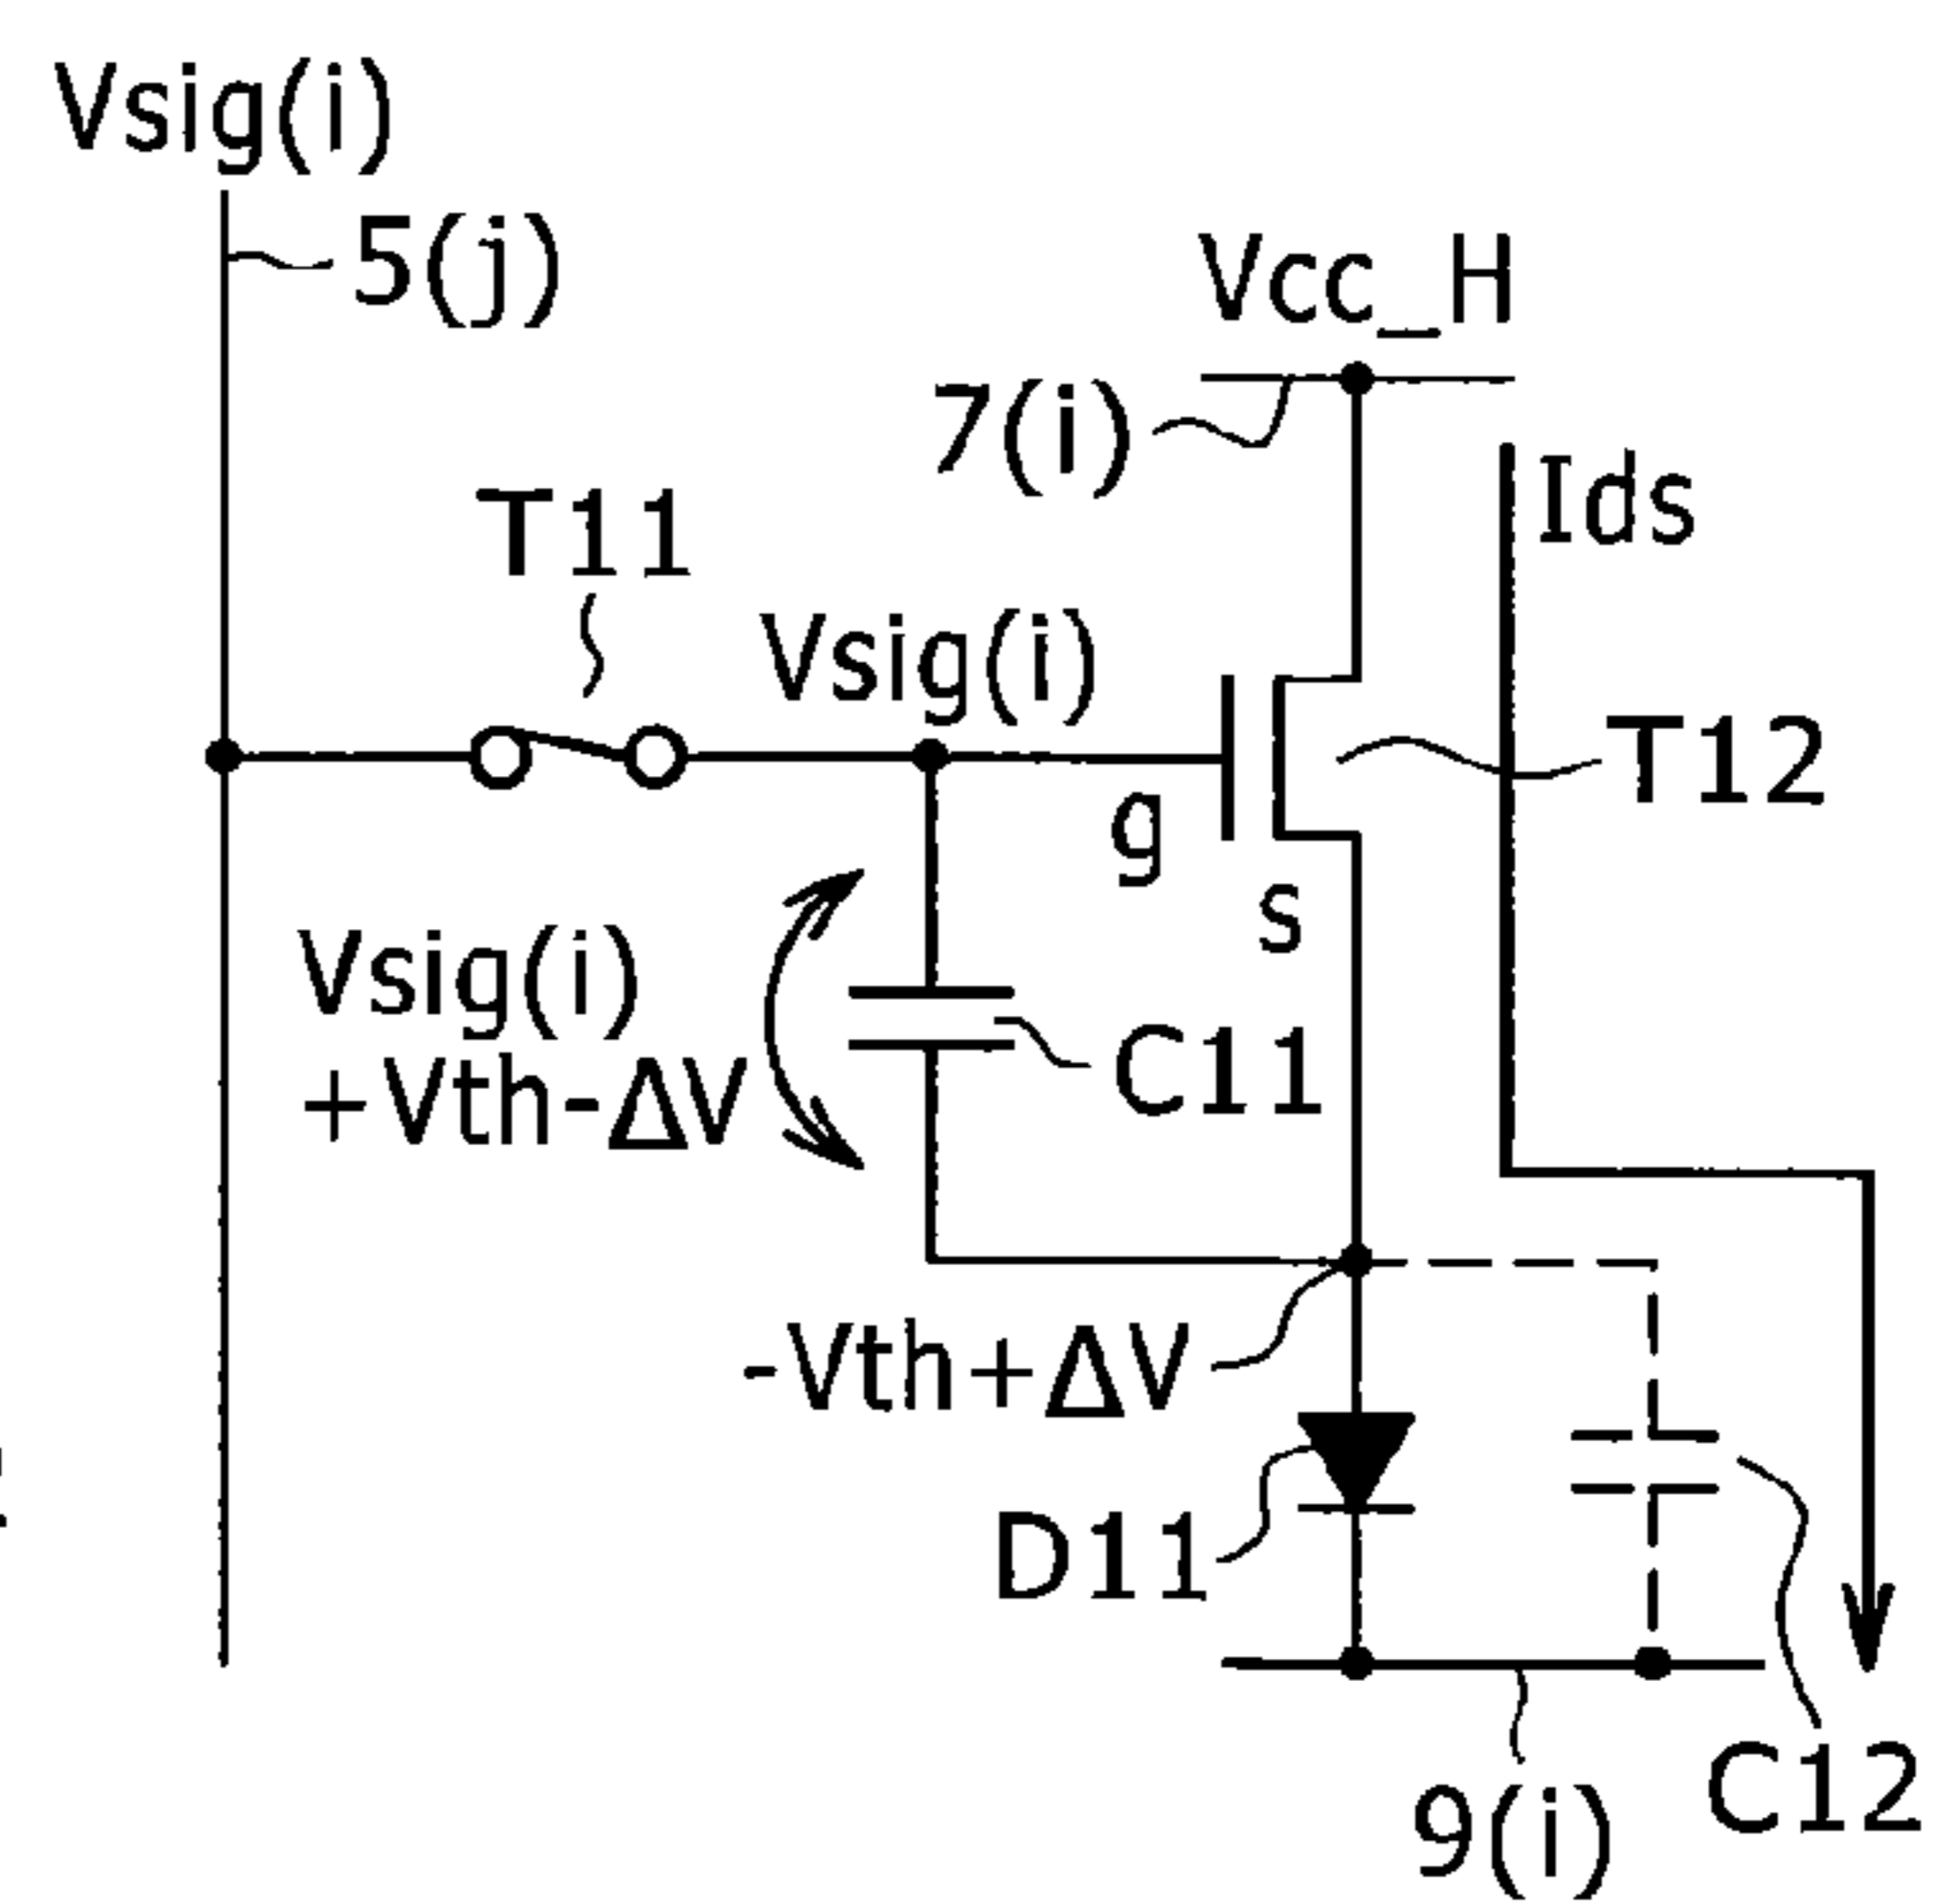 Vsig(i)
5(j)
Vcc_H
7(i)
Ids
T11
Vsig(i)
T12
g
s
Vsig(i)
+Vth-ΔV
C11
-Vth+ΔV
D11
C12
9(i)